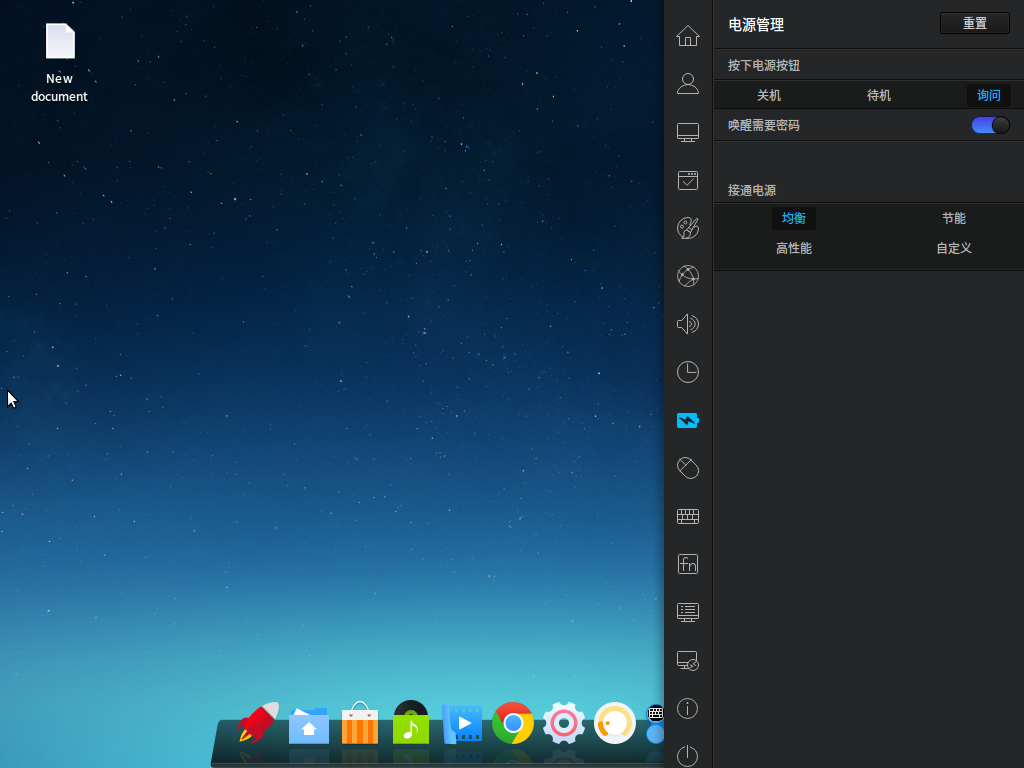 New
document
电源管理
重置
按下电源按钮
关机 待机 询问
唤醒需要密码
接通电源
均衡 节能
高性能 自定义
fn